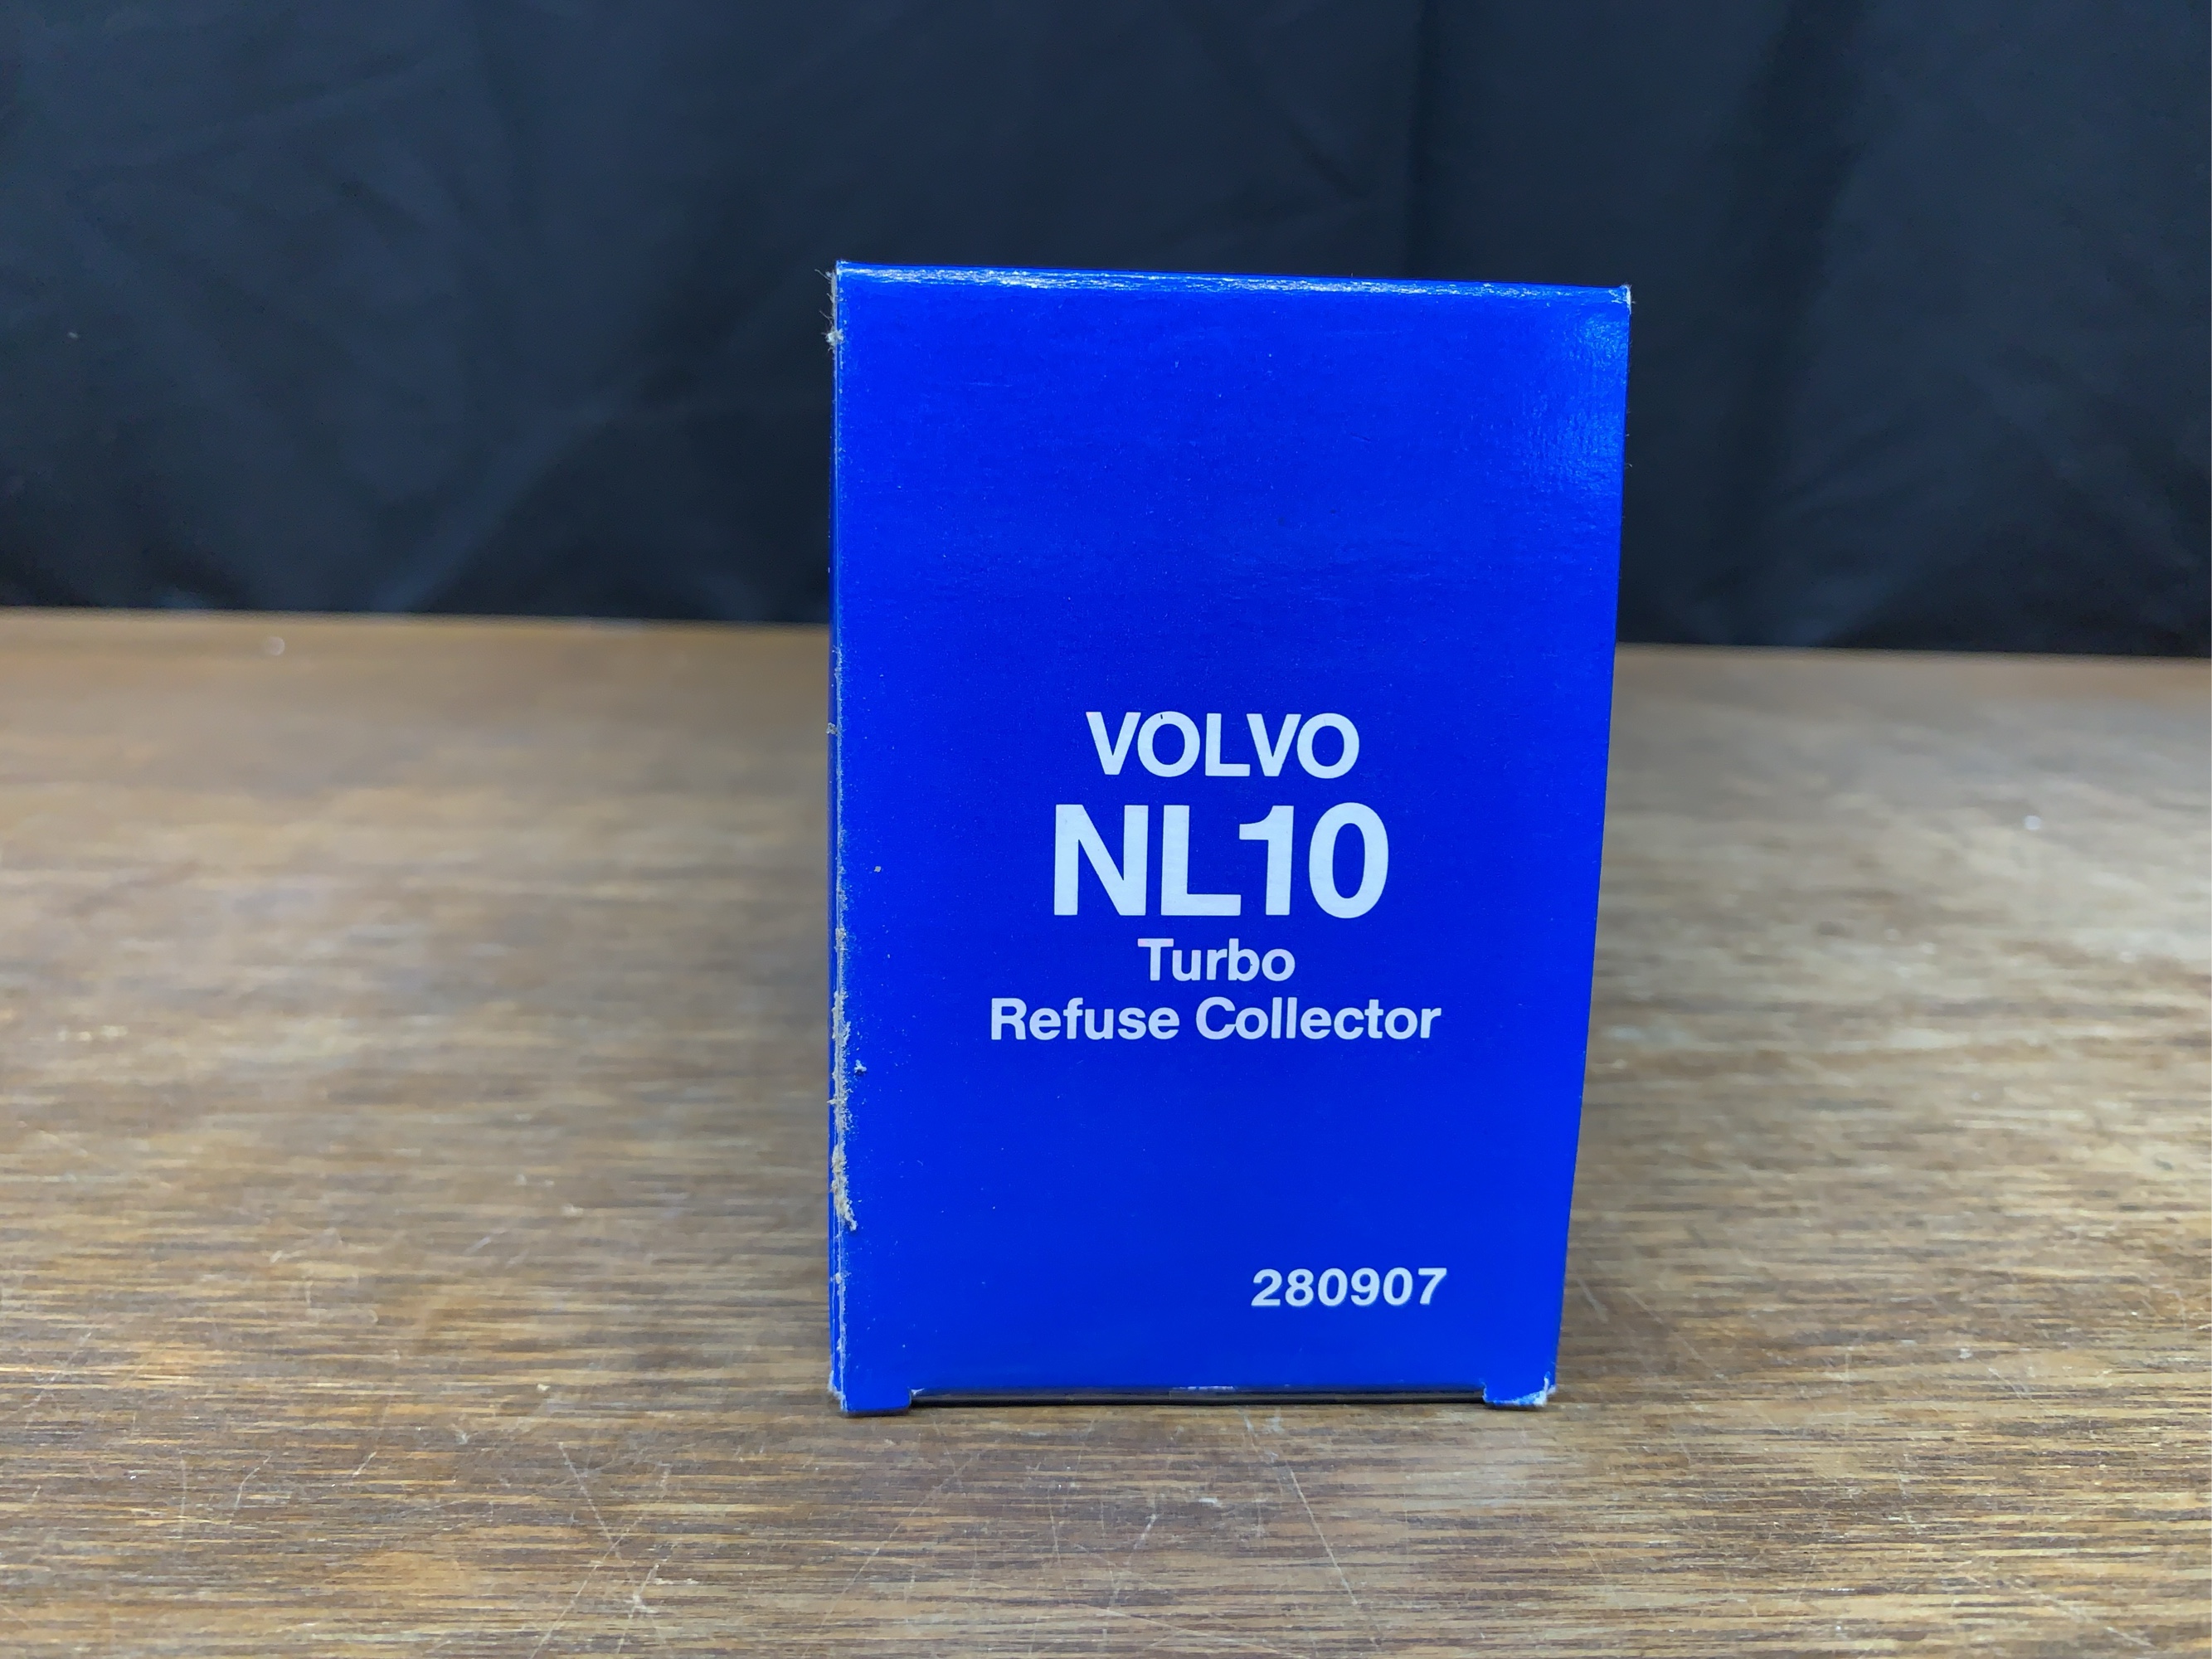 VOLVO
NL10
Turbo
Refuse Collector
280907